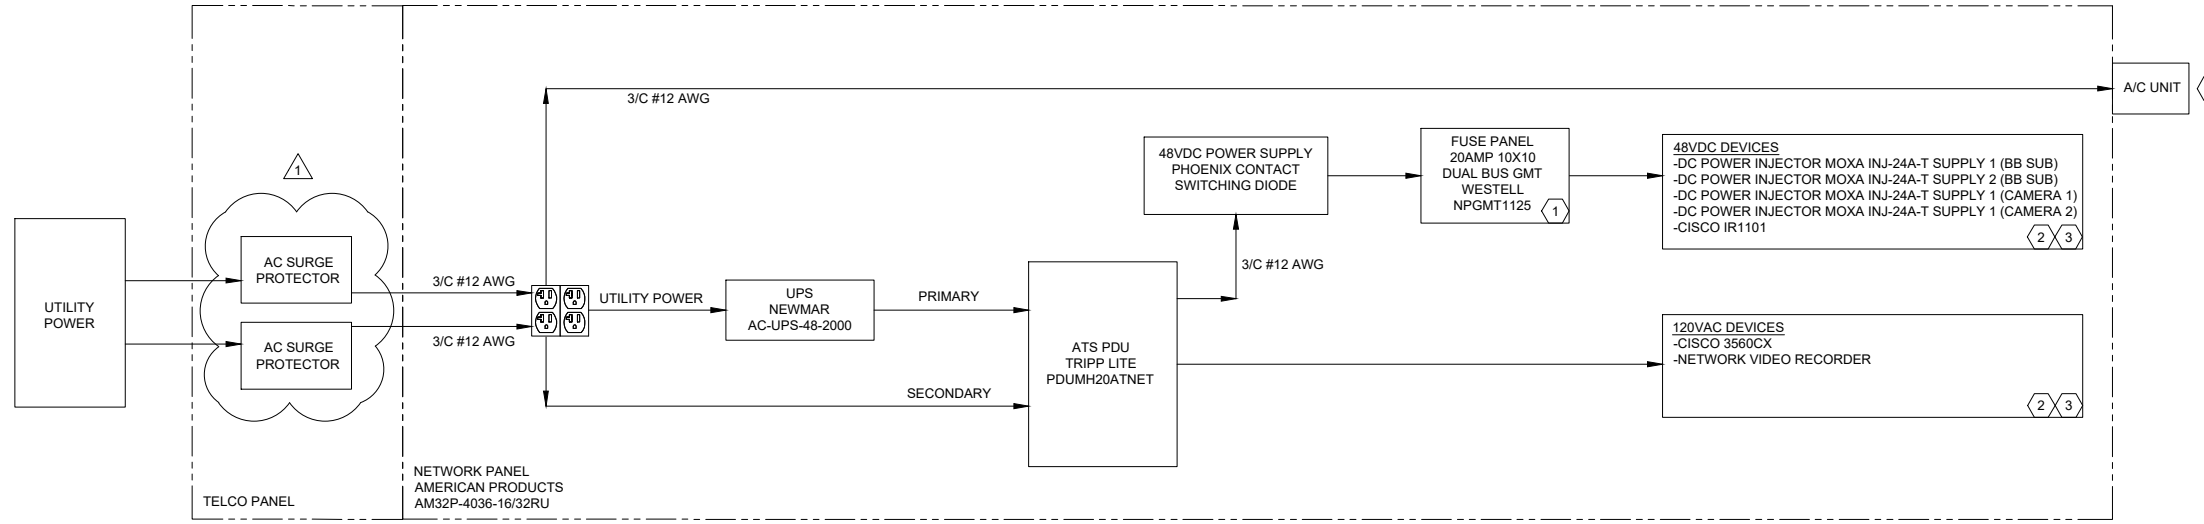 3/C #12 AWG
A/C UNIT
1
UTILITY
POWER
AC SURGE
PROTECTOR
AC SURGE
PROTECTOR
3/C #12 AWG
3/C #12 AWG
UTILITY POWER
UPS
NEWMAR
AC-UPS-48-2000
PRIMARY
SECONDARY
ATS PDU
TRIPP LITE
PDUMH20ATNET
3/C #12 AWG
48VDC POWER SUPPLY
PHOENIX CONTACT
SWITCHING DIODE
FUSE PANEL
20AMP 10X10
DUAL BUS GMT
WESTELL
NPGMT1125
1
48VDC DEVICES
-DC POWER INJECTOR MOXA INJ-24A-T SUPPLY 1 (BB SUB)
-DC POWER INJECTOR MOXA INJ-24A-T SUPPLY 2 (BB SUB)
-DC POWER INJECTOR MOXA INJ-24A-T SUPPLY 1 (CAMERA 1)
-DC POWER INJECTOR MOXA INJ-24A-T SUPPLY 1 (CAMERA 2)
-CISCO IR1101
2 3
120VAC DEVICES
-CISCO 3560CX
-NETWORK VIDEO RECORDER
2 3
TELCO PANEL
NETWORK PANEL
AMERICAN PRODUCTS
AM32P-4036-16/32RU